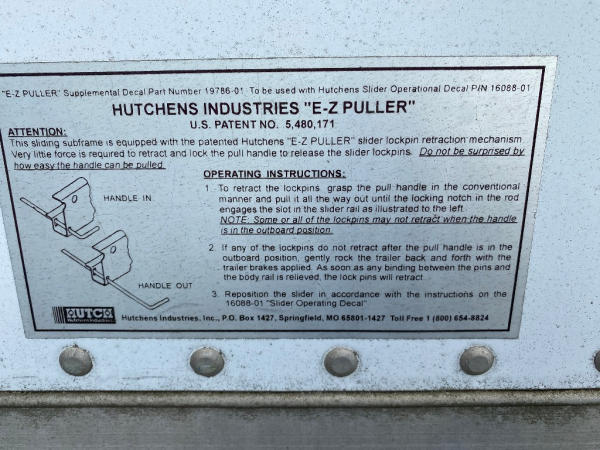 "E-Z PULLER" Supplemental Decal Part Number 19786-01 To be used with Hutchens Slider Operational Decal P/N 16088-01
HUTCHENS INDUSTRIES "E-Z PULLER"
U.S. PATENT NO. 5,480,171
ATTENTION:
This sliding subframe is equipped with the patented Hutchens "E-Z PULLER" slider lockpin retraction mechanism
Very little force is required to retract and lock the pull handle to release the slider lockpins. Do not be surprised by
how easy the handle can be pulled.
HANDLE IN
HANDLE OUT
OPERATING INSTRUCTIONS:
1. To retract the lockpins, grasp the pull handle in the conventional
manner and pull it all the way out until the locking notch in the rod
engages the slot in the slider rail as illustrated to the left.
NOTE: Some or all of the lockpins may not retract when the handle
is in the outboard position.
2. If any of the lockpins do not retract after the pull handle is in the
outboard position, gently rock the trailer back and forth with the
trailer brakes applied. As soon as any binding between the pins and
the body rail is relieved, the lock pins will retract.
3. Reposition the slider in accordance with the instructions on the
16088-01 "Slider Operating Decal"
HUTCH
Hutchens Industries
Hutchens Industries, Inc., P.O. Box 1427, Springfield, MO 65801-1427 Toll Free 1 (800) 654-8824